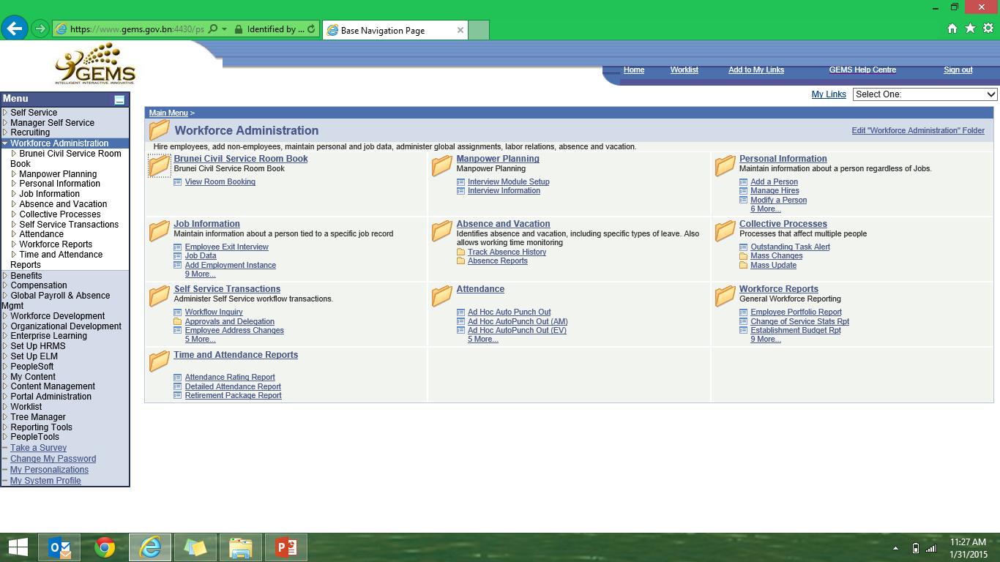 https://www.gems.gov.bn:4430/ps
Identified by ...
Base Navigation Page
GEMS
INTELLIGENT. INTERACTIVE. INNOVATIVE.
Home
Worklist
Add to My Links
GEMS Help Centre
Sign out
My Links
Select One:
Menu
Self Service
Manager Self Service
Recruiting
Workforce Administration
Brunei Civil Service Room
Book
Manpower Planning
Personal Information
Job Information
Absence and Vacation
Collective Processes
Self Service Transactions
Attendance
Workforce Reports
Time and Attendance
Reports
Benefits
Compensation
Global Payroll & Absence
Mgmt
Workforce Development
Organizational Development
Enterprise Learning
Set Up HRMS
Set Up ELM
PeopleSoft
My Content
Content Management
Portal Administration
Worklist
Tree Manager
Reporting Tools
PeopleTools
Take a Survey
Change My Password
My Personalizations
My System Profile
Main Menu >
Workforce Administration
Edit "Workforce Administration" Folder
Hire employees, add non-employees, maintain personal and job data, administer global assignments, labor relations, absence and vacation.
Brunei Civil Service Room Book
Brunei Civil Service Room Book
View Room Booking
Manpower Planning
Manpower Planning
Interview Module Setup
Interview Information
Personal Information
Maintain information about a person regardless of Jobs.
Add a Person
Manage Hires
Modify a Person
6 More...
Job Information
Maintain information about a person tied to a specific job record
Employee Exit Interview
Job Data
Add Employment Instance
9 More...
Absence and Vacation
Identifies absence and vacation, including specific types of leave. Also
allows working time monitoring
Track Absence History
Absence Reports
Collective Processes
Processes that affect multiple people
Outstanding Task Alert
Mass Changes
Mass Update
Self Service Transactions
Administer Self Service workflow transactions.
Workflow Inquiry
Approvals and Delegation
Employee Address Changes
5 More...
Attendance
Ad Hoc Auto Punch Out
Ad Hoc AutoPunch Out (AM)
Ad Hoc AutoPunch Out (EV)
5 More...
Workforce Reports
General Workforce Reporting
Employee Portfolio Report
Change of Service Stats Rpt
Establishment Budget Rpt
9 More...
Time and Attendance Reports
Attendance Rating Report
Detailed Attendance Report
Retirement Package Report
11:27 AM
1/31/2015